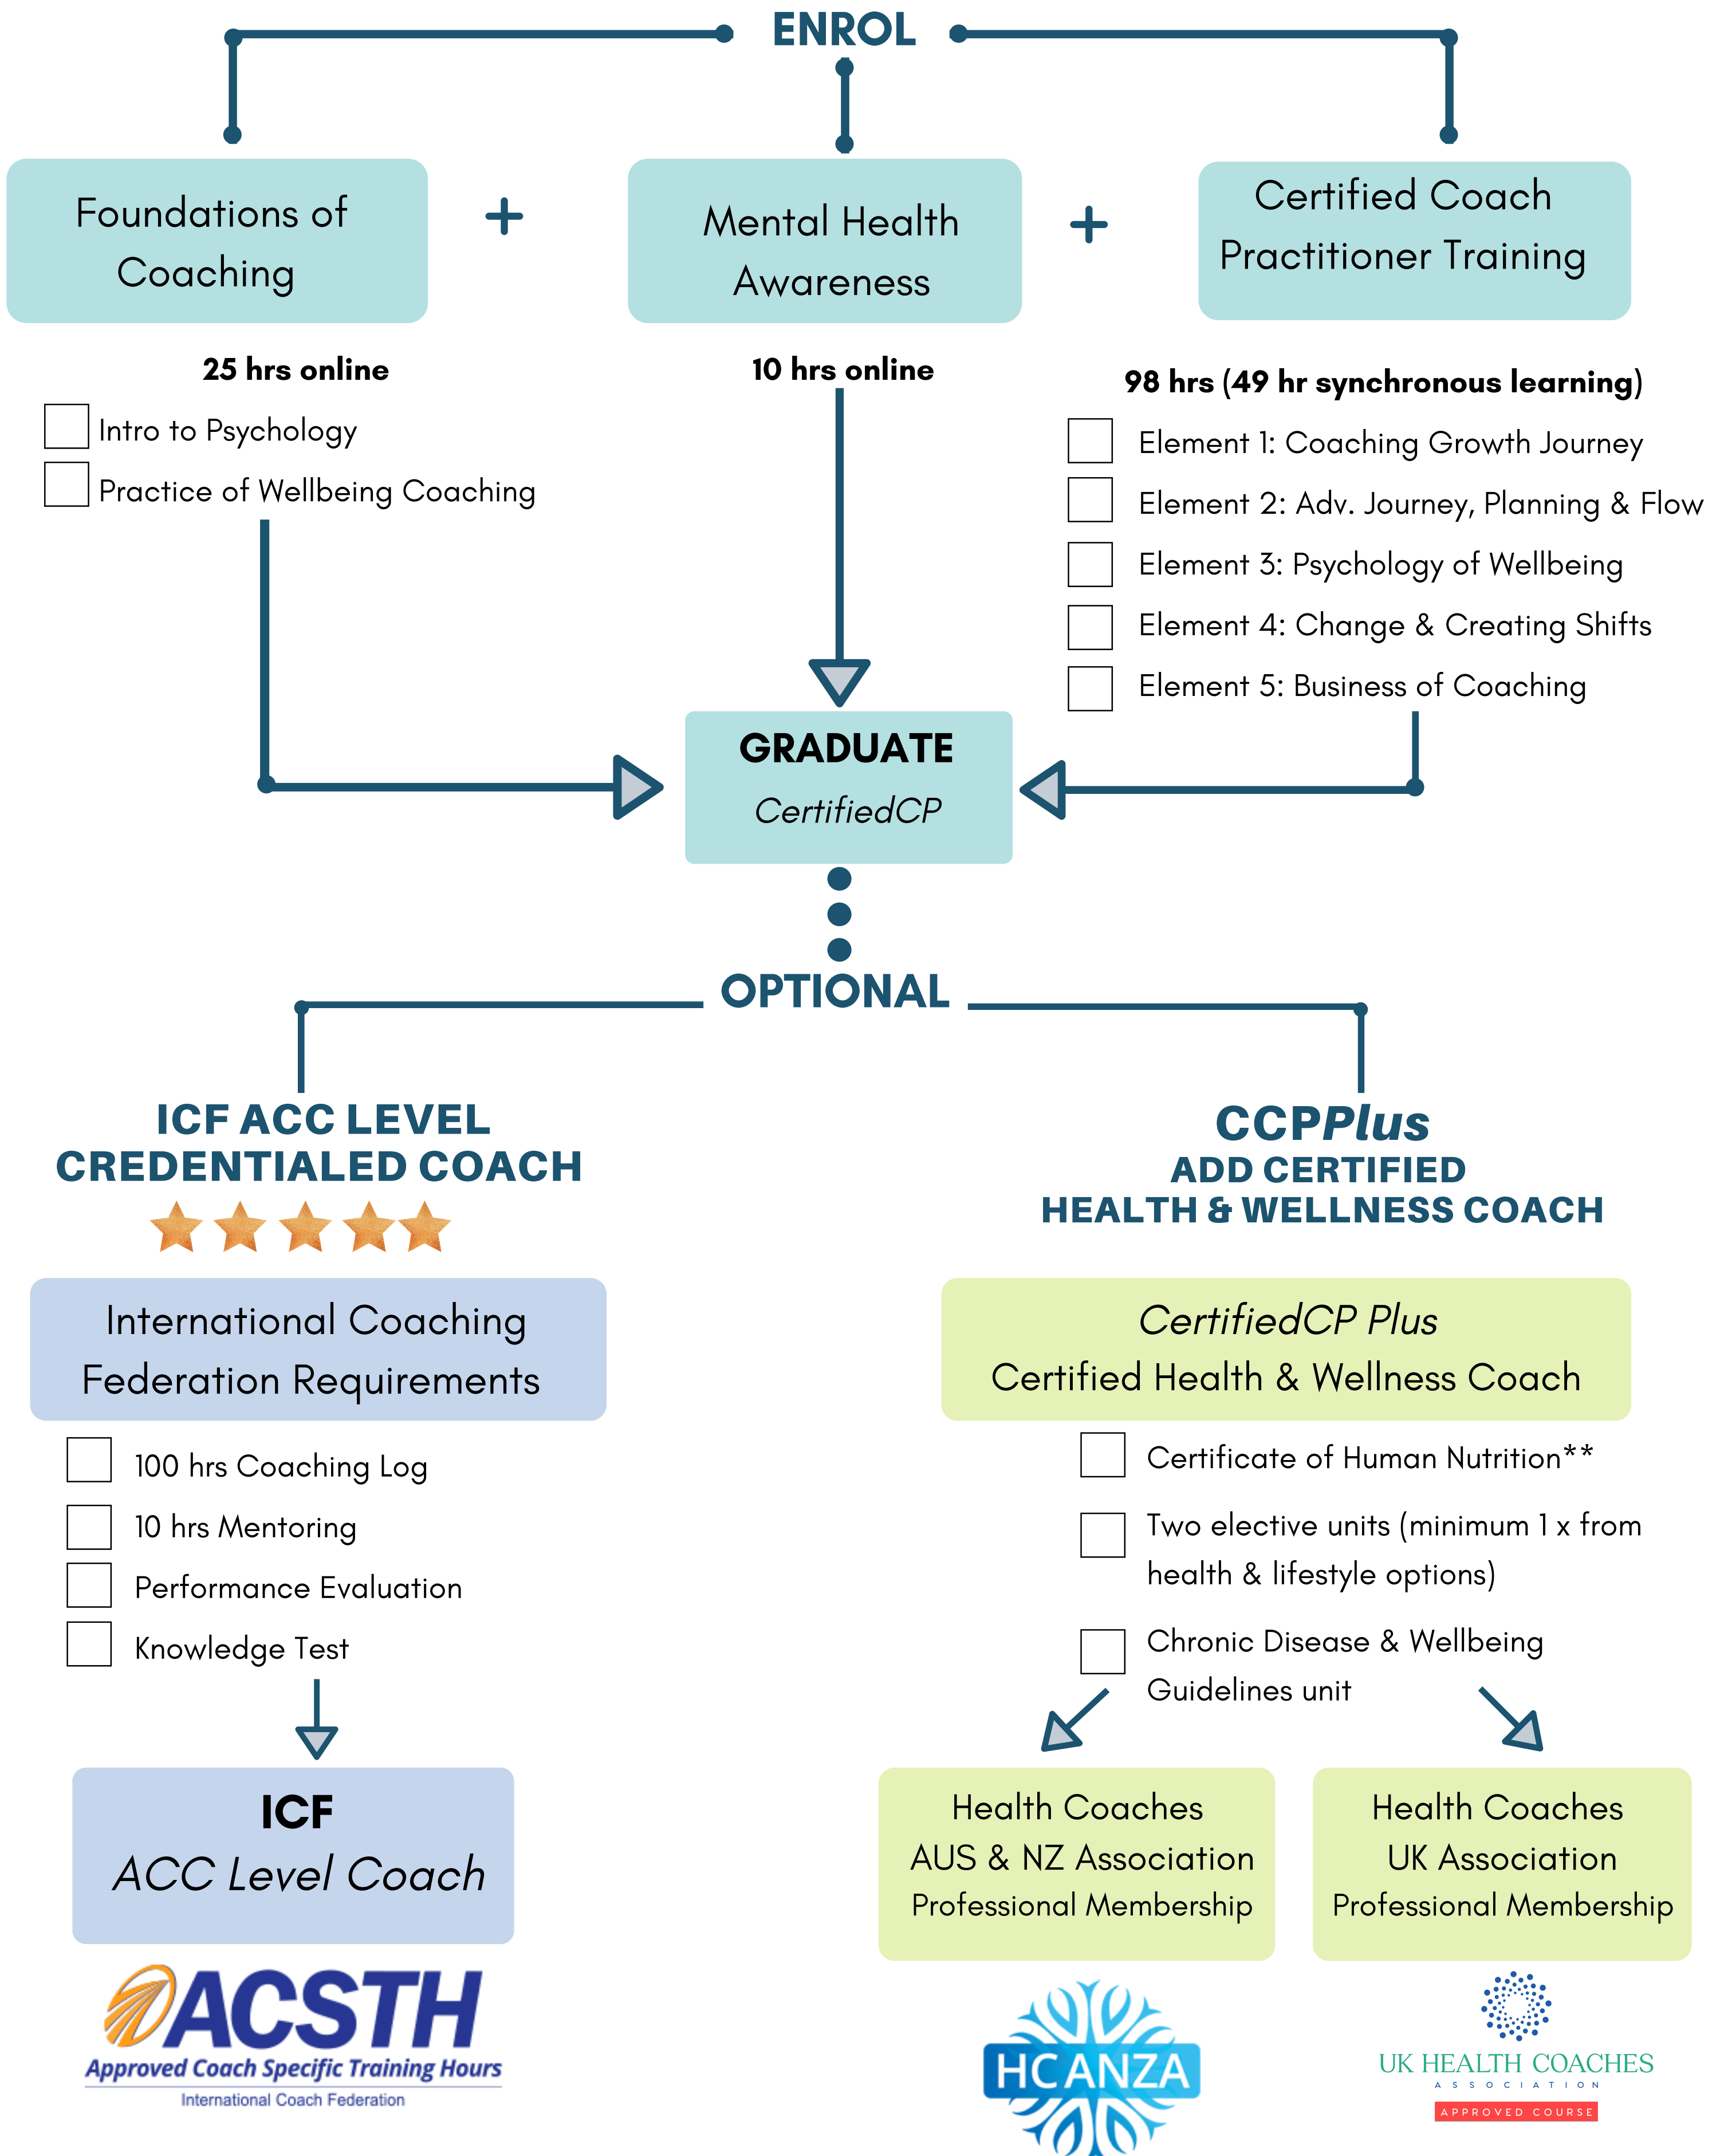 ENROL
Foundations of
Coaching
+
Mental Health
Awareness
+
Certified Coach
Practitioner Training
25 hrs online
Intro to Psychology
Practice of Wellbeing Coaching
10 hrs online
98 hrs (49 hr synchronous learning)
Element 1: Coaching Growth Journey
Element 2: Adv. Journey, Planning & Flow
Element 3: Psychology of Wellbeing
Element 4: Change & Creating Shifts
Element 5: Business of Coaching
GRADUATE
CertifiedCP
OPTIONAL
ICF ACC LEVEL
CREDENTIALED COACH
International Coaching
Federation Requirements
100 hrs Coaching Log
10 hrs Mentoring
Performance Evaluation
Knowledge Test
ICF
ACC Level Coach
ACSTH
Approved Coach Specific Training Hours
International Coach Federation
CCPPlus
ADD CERTIFIED
HEALTH & WELLNESS COACH
CertifiedCP Plus
Certified Health & Wellness Coach
Certificate of Human Nutrition**
Two elective units (minimum 1 x from
health & lifestyle options)
Chronic Disease & Wellbeing
Guidelines unit
Health Coaches
AUS & NZ Association
Professional Membership
HCANZA
Health Coaches
UK Association
Professional Membership
UK HEALTH COACHES
ASSOCIATION
APPROVED COURSE